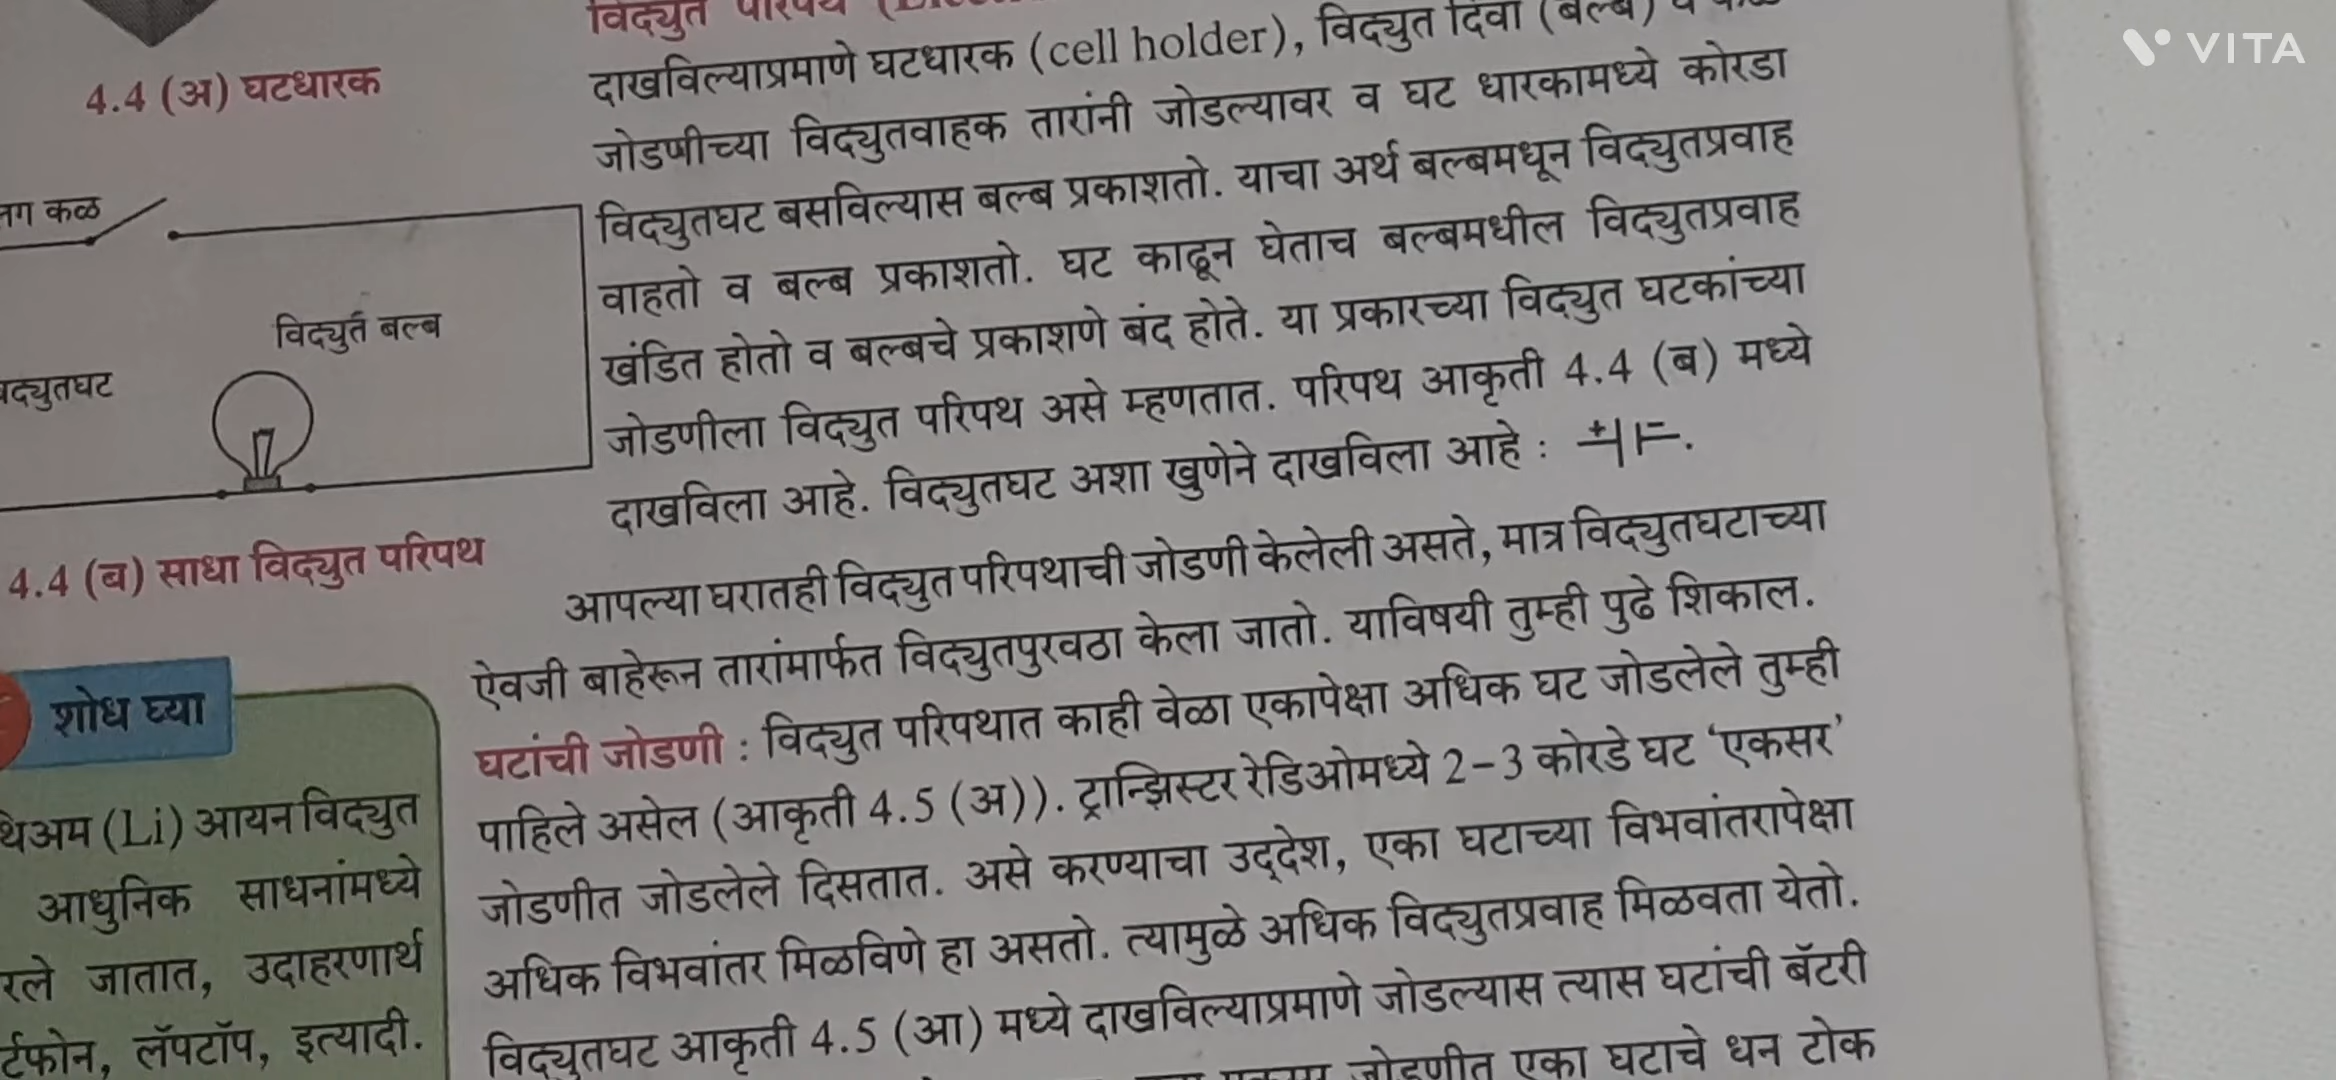 विद्युत परिपथ
4.4 (अ) घटधारक
दाखविल्याप्रमाणे घटधारक (cell holder), विद्युत दिवा (बल्ब) व
जोडणीच्या विद्युतवाहक तारांनी जोडल्यावर व घट धारकामध्ये कोरडा
विद्युतघट बसविल्यास बल्ब प्रकाशतो. याचा अर्थ बल्बमधून विद्युतप्रवाह
वाहतो व बल्ब प्रकाशतो. घट काढून घेताच बल्बमधील विद्युतप्रवाह
खंडित होतो व बल्बचे प्रकाशणे बंद होते. या प्रकारच्या विद्युत घटकांच्या
जोडणीला विद्युत परिपथ असे म्हणतात. परिपथ आकृती 4.4 (ब) मध्ये
दाखविला आहे. विद्युतघट अशा खुणेने दाखविला आहे :
कळ
विद्युत बल्ब
4.4 (ब) साधा विद्युत परिपथ
आपल्या घरातही विद्युत परिपथाची जोडणी केलेली असते, मात्र विद्युतघटाच्या
ऐवजी बाहेरून तारांमार्फत विद्युतपुरवठा केला जातो. याविषयी तुम्ही पुढे शिकाल.
घटांची जोडणी : विद्युत परिपथात काही वेळा एकापेक्षा अधिक घट जोडलेले तुम्ही
पाहिले असेल (आकृती 4.5 (अ)). ट्रान्झिस्टर रेडिओमध्ये 2-3 कोरडे घट ‘एकसर’
जोडणीत जोडलेले दिसतात. असे करण्याचा उद्देश, एका घटाच्या विभवांतरापेक्षा
अधिक विभवांतर मिळविणे हा असतो. त्यामुळे अधिक विद्युतप्रवाह मिळवता येतो.
विद्युतघट आकृती 4.5 (आ) मध्ये दाखविल्याप्रमाणे जोडल्यास त्यास घटांची बॅटरी
जोडणीत एका घटाचे धन टोक
शोध घ्या
(Li) आयन विद्युत
आधुनिक साधनांमध्ये
जातात, उदाहरणार्थ
लॅपटॉप, इत्यादी.
VITA